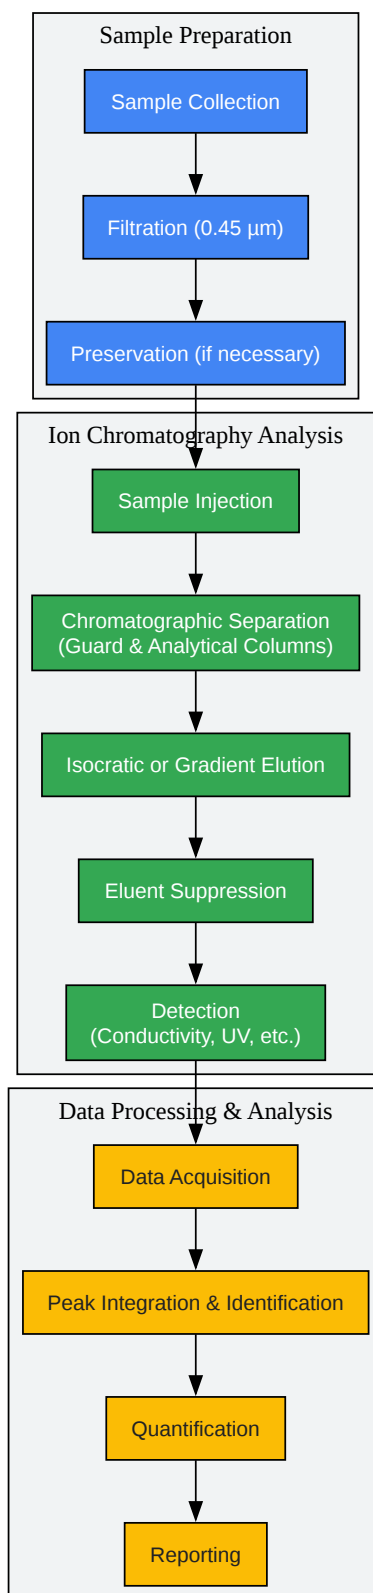 Sample Preparation
Sample Collection
Filtration (0.45 µm)
Preservation (if necessary)
Ion Chromatography Analysis
Sample Injection
Chromatographic Separation
(Guard & Analytical Columns)
Isocratic or Gradient Elution
Eluent Suppression
Detection
(Conductivity, UV, etc.)
Data Processing & Analysis
Data Acquisition
Peak Integration & Identification
Quantification
Reporting